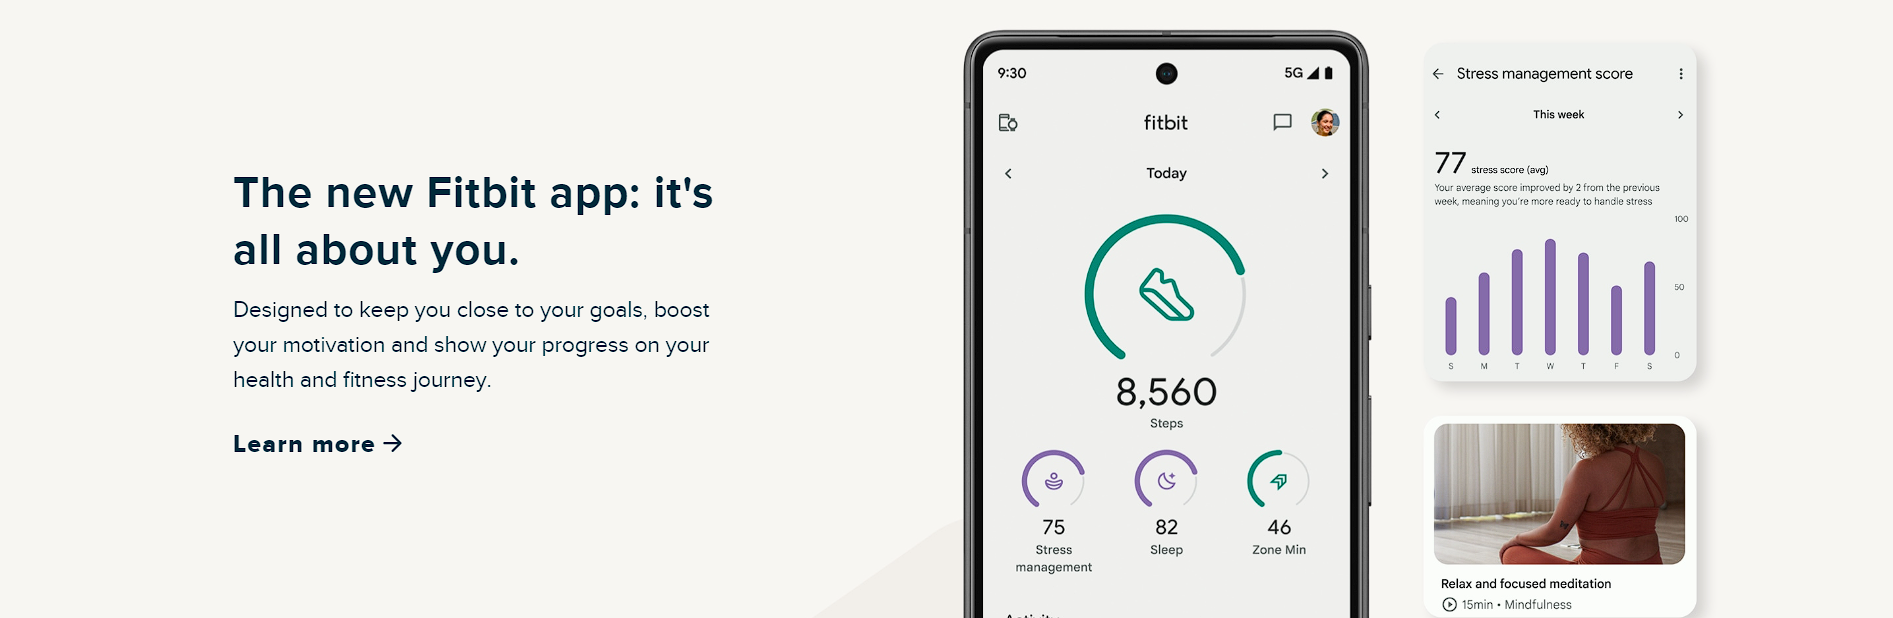 The new Fitbit app: it's
all about you.
Designed to keep you close to your goals, boost
your motivation and show your progress on your
health and fitness journey.
Learn more →
9:30
5G
fitbit
Today
8,560
Steps
75
Stress
management
82
Sleep
46
Zone Min
Stress management score
This week
77 stress score (avg)
Your average score improved by 2 from the previous
week, meaning you're more ready to handle stress
100
50
0
S M T W T F S
Relax and focused meditation
15min • Mindfulness